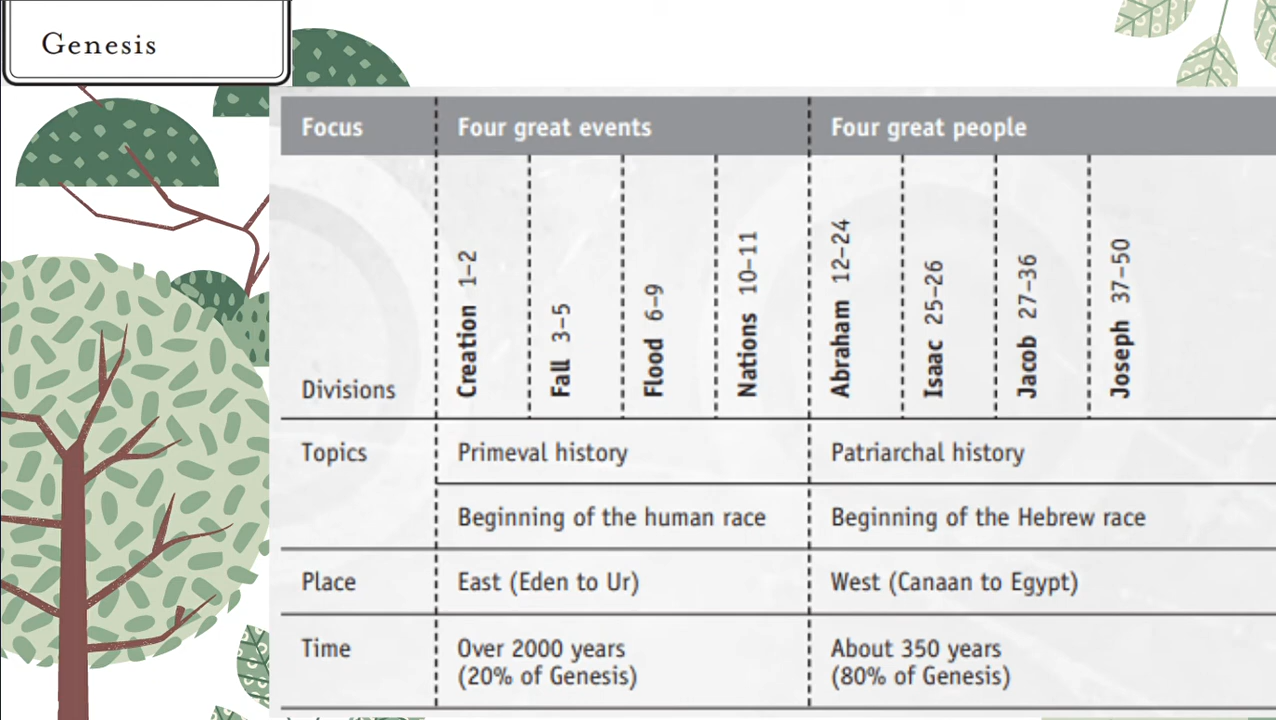 Genesis
Focus
Four great events
Four great people
Divisions
Creation 1–2
Fall 3–5
Flood 6–9
Nations 10–11
Abraham 12–24
Isaac 25–26
Jacob 27–36
Joseph 37–50
Topics
Primeval history
Patriarchal history
Beginning of the human race
Beginning of the Hebrew race
Place
East (Eden to Ur)
West (Canaan to Egypt)
Time
Over 2000 years
(20% of Genesis)
About 350 years
(80% of Genesis)